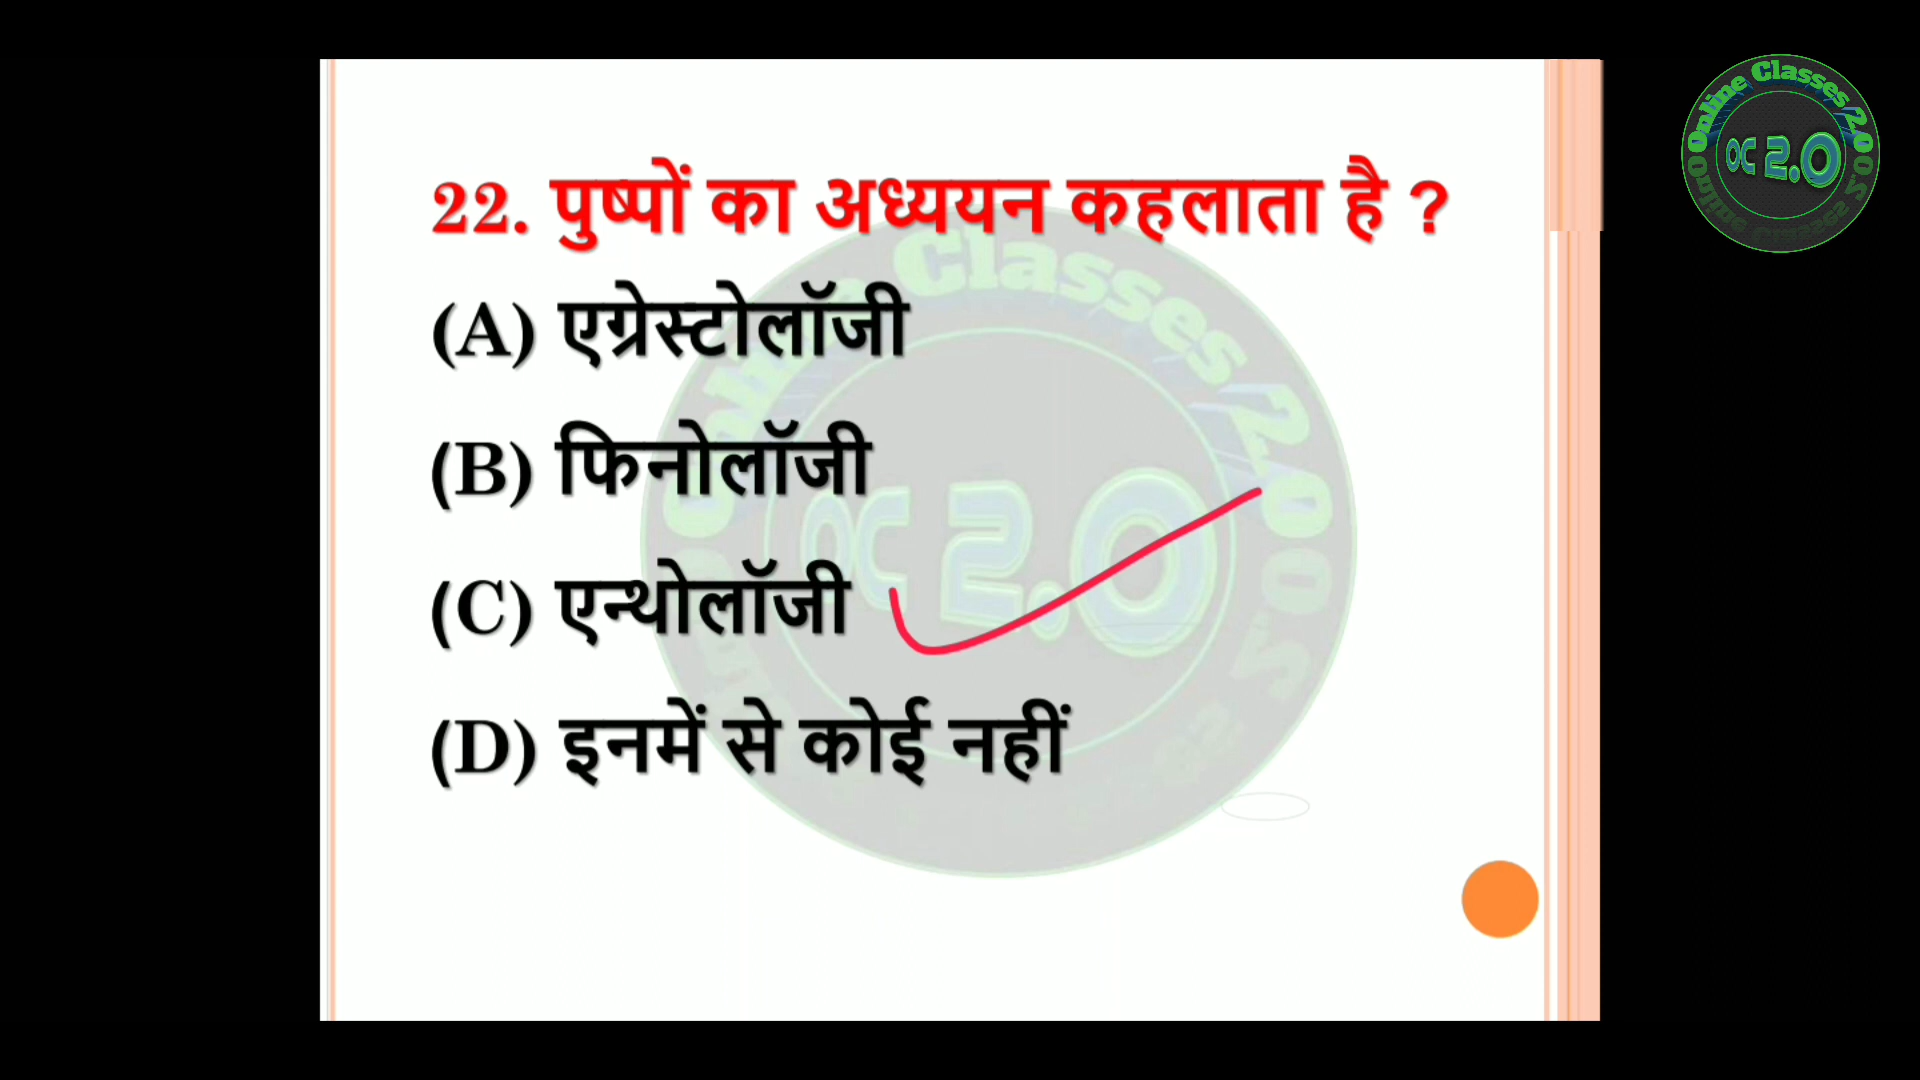 22. पुष्पों का अध्ययन कहलाता है ?
(A) एग्रेस्टोलॉजी
(B) फिनोलॉजी
(C) एन्थोलॉजी
(D) इनमें से कोई नहीं
Online Classes 2.0
OC 2.0